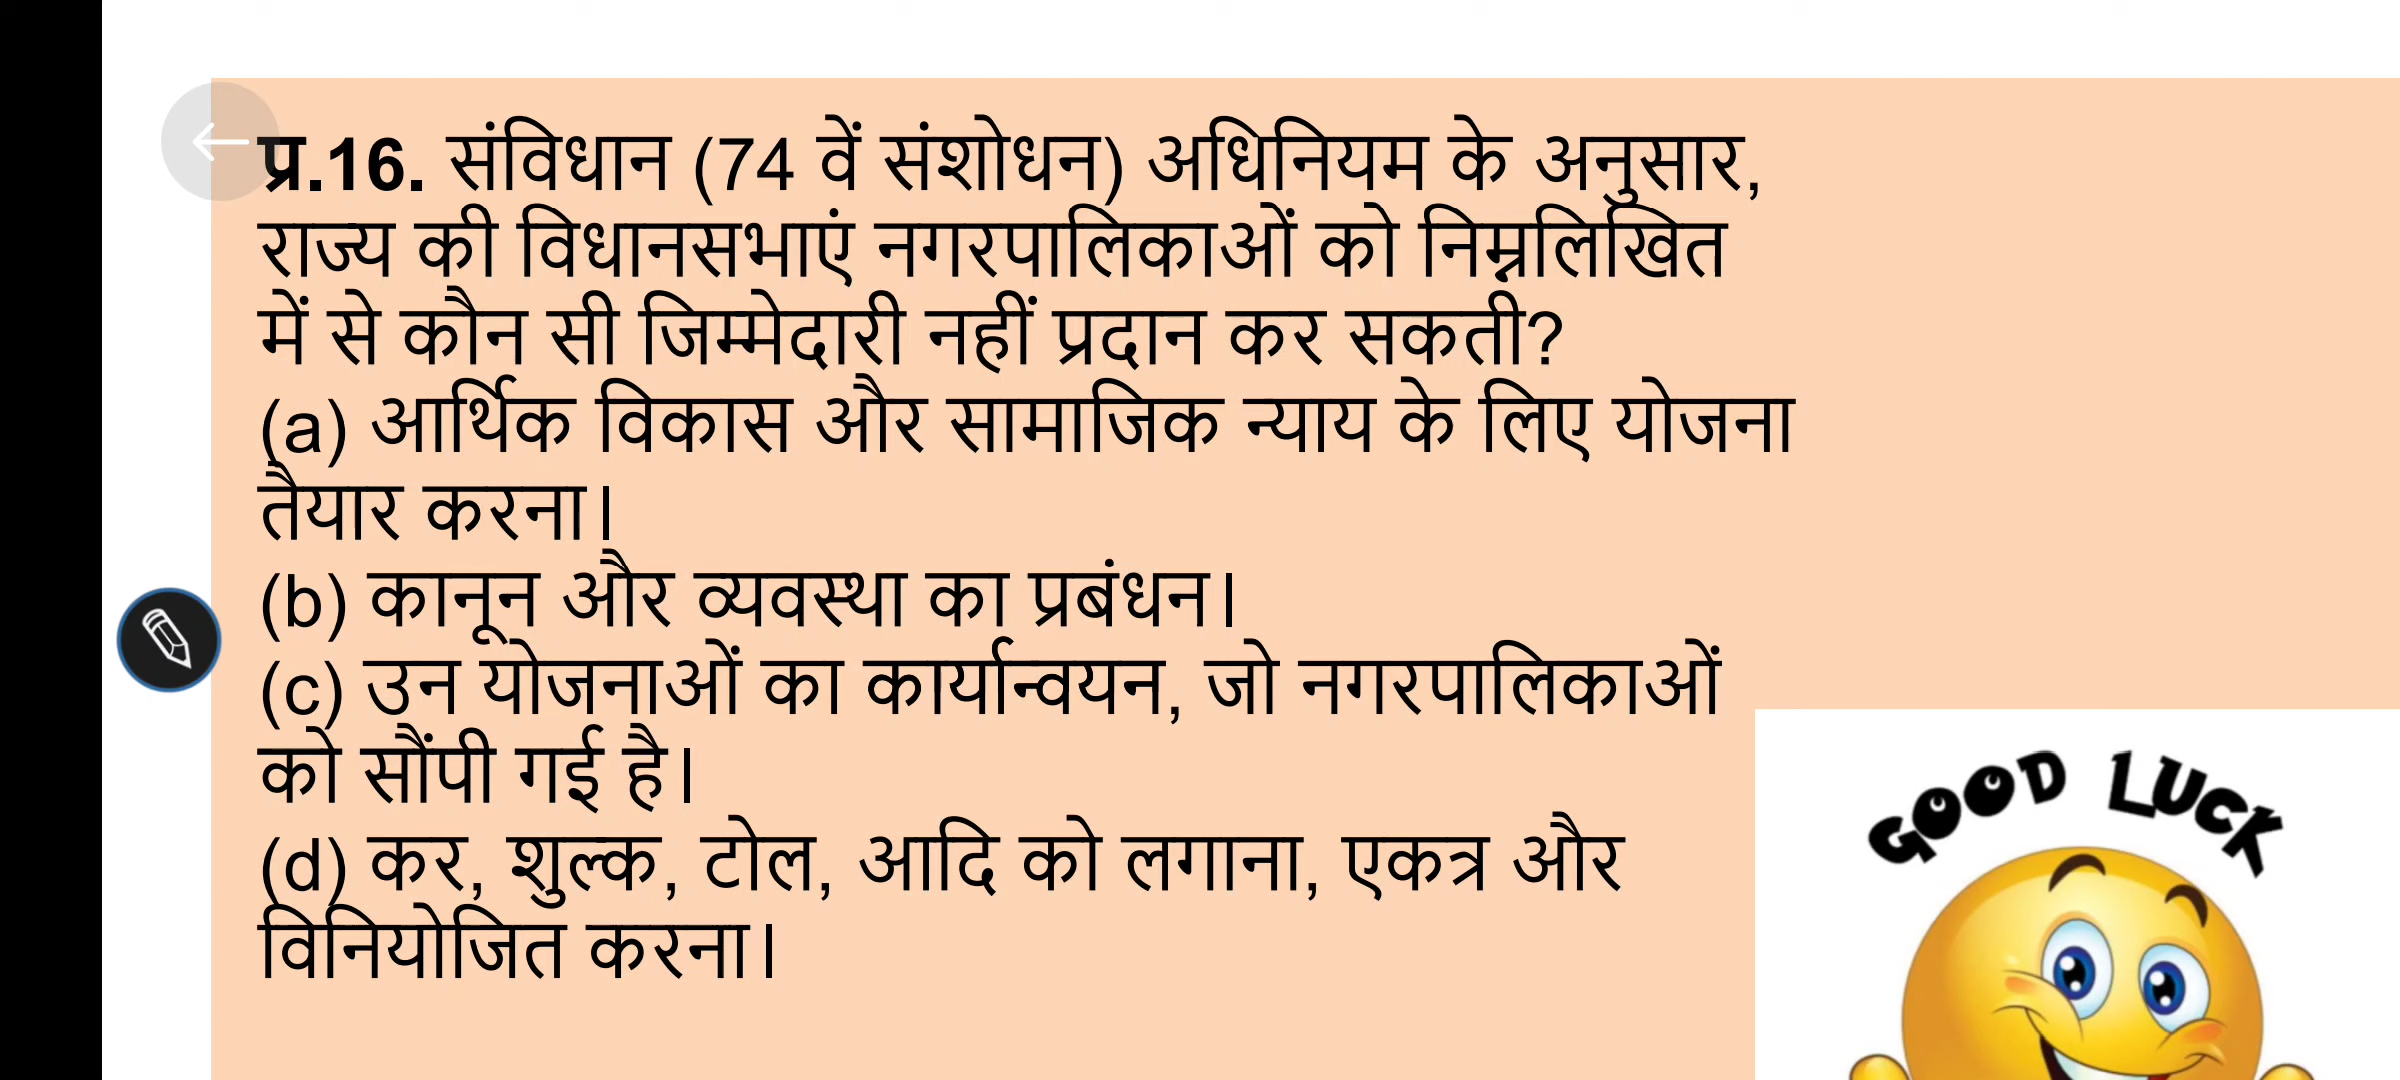 प्र.16. संविधान (74 वें संशोधन) अधिनियम के अनुसार,
राज्य की विधानसभाएं नगरपालिकाओं को निम्नलिखित
में से कौन सी जिम्मेदारी नहीं प्रदान कर सकती?
(a) आर्थिक विकास और सामाजिक न्याय के लिए योजना
तैयार करना।
(b) कानून और व्यवस्था का प्रबंधन।
(c) उन योजनाओं का कार्यान्वयन, जो नगरपालिकाओं
को सौंपी गई है।
(d) कर, शुल्क, टोल, आदि को लगाना, एकत्र और
विनियोजित करना।
GOOD LUCK